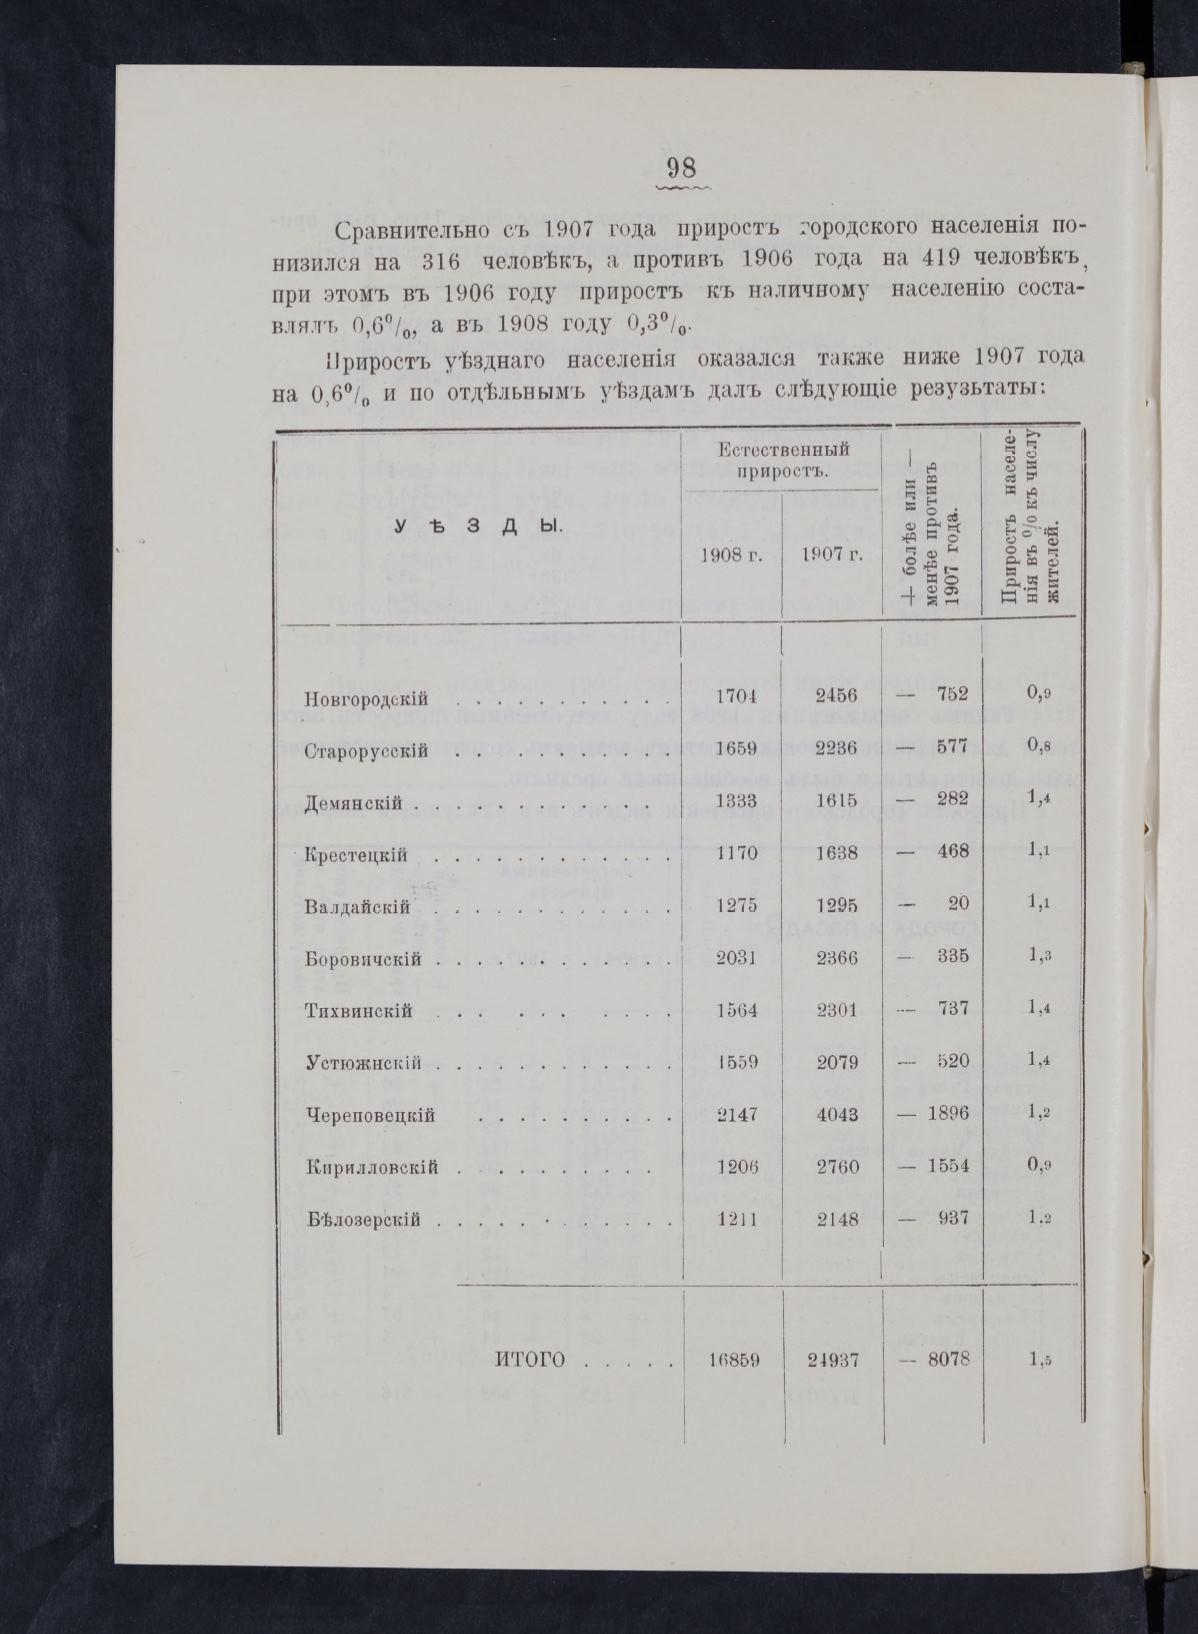 98
Сравнительно съ 1907 года приростъ городского населенія по-
низился на 316 человѣкъ, а противъ 1906 года на 419 человѣкъ,
при этомъ въ 1906 году приростъ къ наличному населенію соста-
влялъ 0,6%, а въ 1908 году 0,3%.
Приростъ уѣзднаго населенія оказался также ниже 1907 года
на 0,6% и по отдѣльнымъ уѣздамъ далъ слѣдующіе резузьтаты:
УѢЗДЫ.
Естественный
приростъ.
1908 г. 1907 г.
+ болѣе или —
менѣе противъ
1907 года.
Приростъ населе-
нія въ % къ числу
жителей.
Новгородскій . . . . . . . . . . . 1704 2456 — 752 0,9
Старорусскій . . . . . . . . . . . 1659 2236 — 577 0,8
Демянскій . . . . . . . . . . . . 1333 1615 — 282 1,4
Крестецкій . . . . . . . . . . . . 1170 1638 — 468 1,1
Валдайскій . . . . . . . . . . . . 1275 1295 — 20 1,1
Боровичскій . . . . . . . . . . . . 2031 2366 — 335 1,3
Тихвинскій . . . . . . . . . . . 1564 2301 — 737 1,4
Устюжнскій . . . . . . . . . . . . 1559 2079 — 520 1,4
Череповецкій . . . . . . . . . . 2147 4043 — 1896 1,2
Кирилловскій . . . . . . . . . . 1206 2760 — 1554 0,9
Бѣлозерскій . . . . . . . . . . . . 1211 2148 — 937 1,2
ИТОГО . . . . . 16859 24937 — 8078 1,5